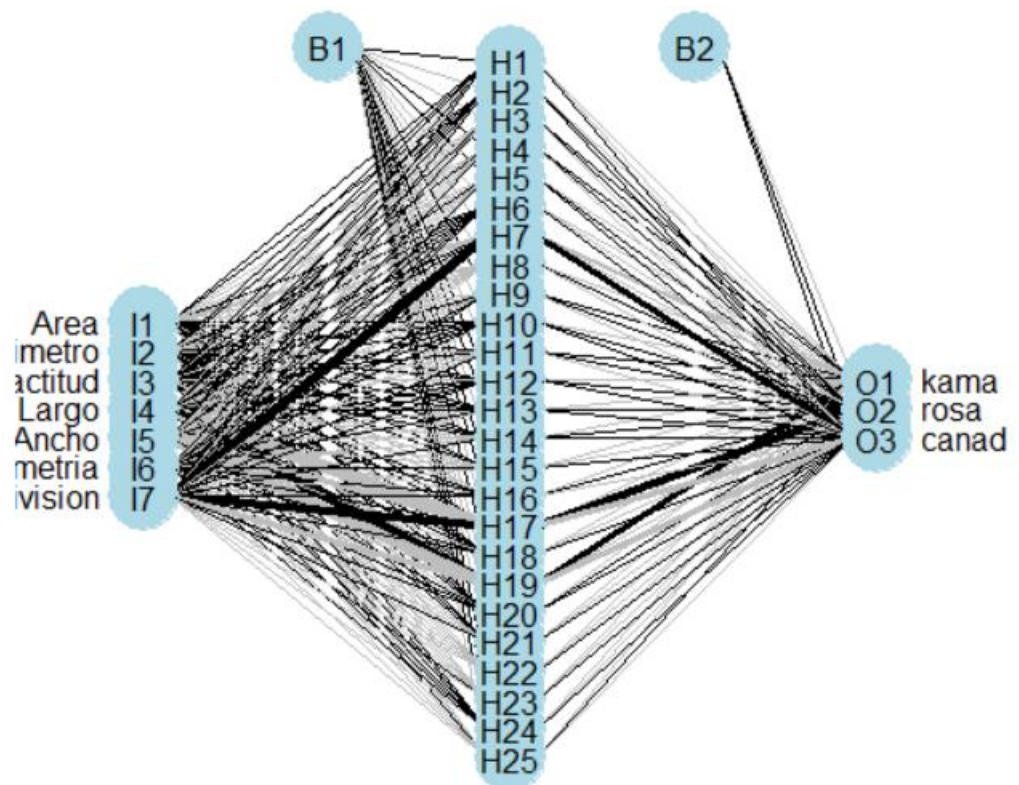 B1
B2
H1
H2
H3
H4
H5
H6
H7
H8
H9
H10
H11
H12
H13
H14
H15
H16
H17
H18
H19
H20
H21
H22
H23
H24
H25
Area I1
imetro I2
actitud I3
Largo I4
Ancho I5
metria I6
ivision I7
O1 kama
O2 rosa
O3 canad